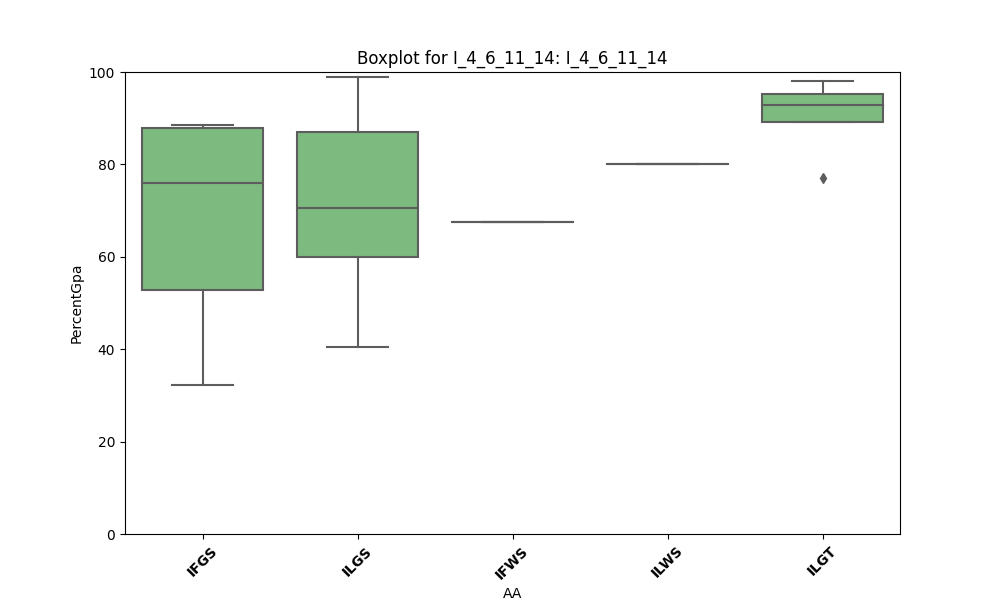 Boxplot for I_4_6_11_14: I_4_6_11_14
100
80
60
40
20
0
PercentGpa
IFGS
ILGS
IFWS
ILWS
ILGT
AA